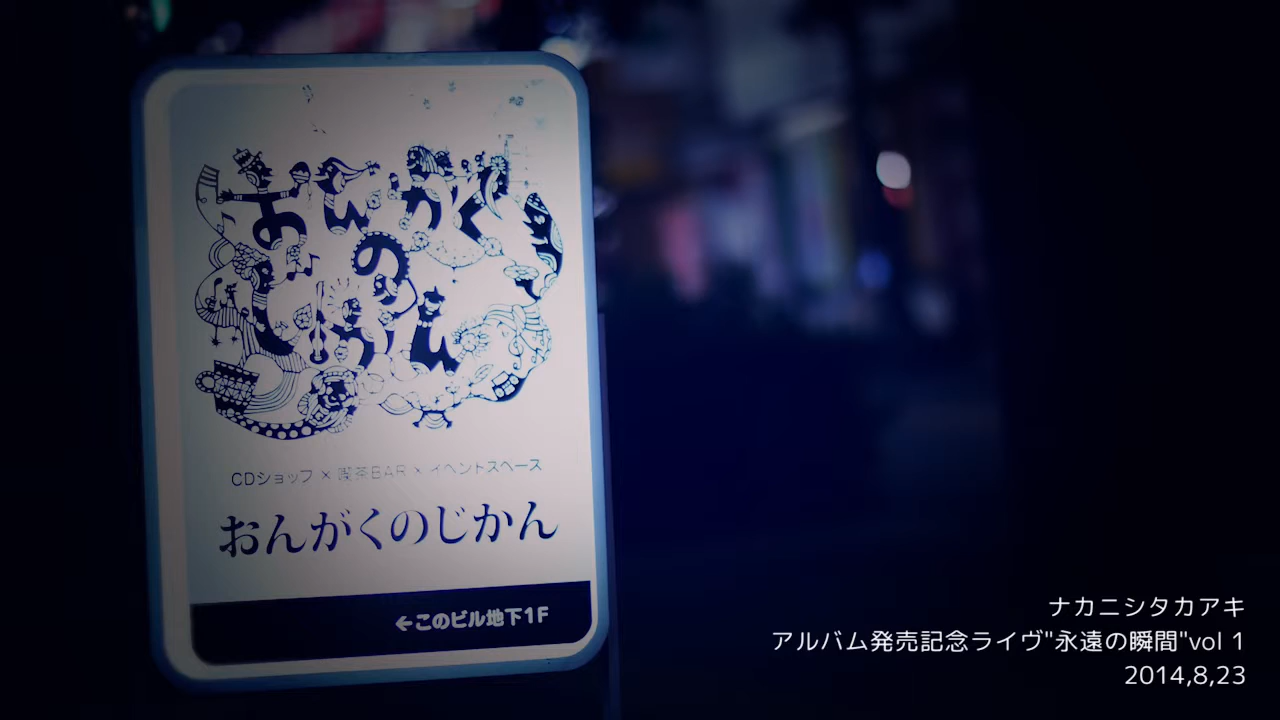 おんがく
の
じかん
CDショップ × 喫茶BAR × イベントスペース
おんがくのじかん
←このビル地下1F
ナカニシタカアキ
アルバム発売記念ライヴ"永遠の瞬間"vol 1
2014,8,23